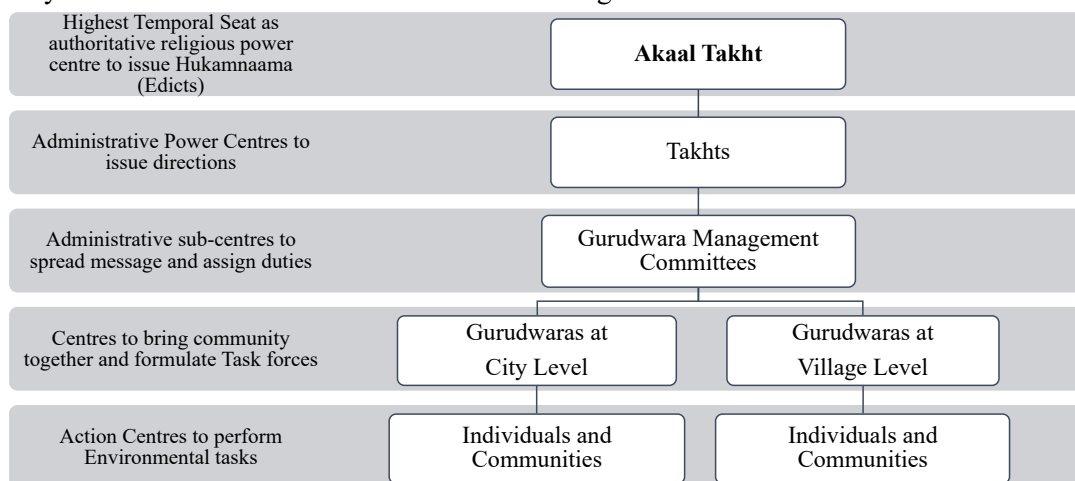 Highest Temporal Seat as
authoritative religious power
centre to issue Hukamnaama
(Edicts)
Akaal Takht
Administrative Power Centres to
issue directions
Takhts
Administrative sub-centres to
spread message and assign duties
Gurudwara Management
Committees
Centres to bring community
together and formulate Task forces
Gurudwaras at
City Level
Gurudwaras at
Village Level
Action Centres to perform
Environmental tasks
Individuals and
Communities
Individuals and
Communities